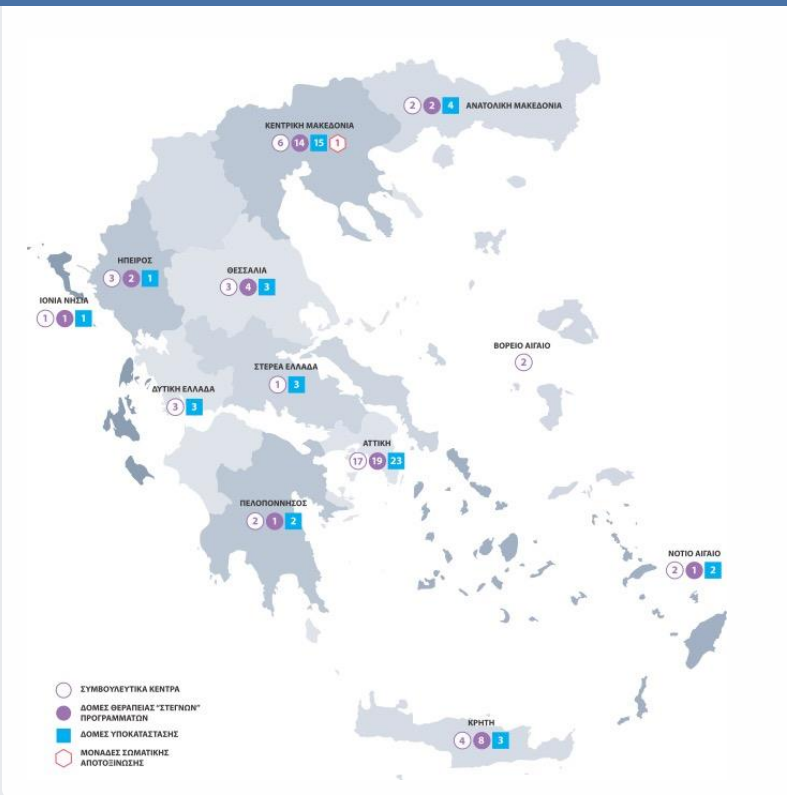 2 2 4 ΑΝΑΤΟΛΙΚΗ ΜΑΚΕΔΟΝΙΑ
ΚΕΝΤΡΙΚΗ ΜΑΚΕΔΟΝΙΑ
6 14 15 1
ΗΠΕΙΡΟΣ
3 2 1
ΘΕΣΣΑΛΙΑ
3 4 3
ΙΟΝΙΑ ΝΗΣΙΑ
1 1 1
ΒΟΡΕΙΟ ΑΙΓΑΙΟ
2
ΣΤΕΡΕΑ ΕΛΛΑΔΑ
1 3
ΔΥΤΙΚΗ ΕΛΛΑΔΑ
3 3
ΑΤΤΙΚΗ
17 19 23
ΠΕΛΟΠΟΝΝΗΣΟΣ
2 1 2
ΝΟΤΙΟ ΑΙΓΑΙΟ
2 1 2
ΚΡΗΤΗ
4 8 3
ΣΥΜΒΟΥΛΕΥΤΙΚΑ ΚΕΝΤΡΑ
ΔΟΜΕΣ ΘΕΡΑΠΕΙΑΣ "ΣΤΕΓΝΩΝ"
ΠΡΟΓΡΑΜΜΑΤΩΝ
ΔΟΜΕΣ ΥΠΟΚΑΤΑΣΤΑΣΗΣ
ΜΟΝΑΔΕΣ ΣΩΜΑΤΙΚΗΣ
ΑΠΟΤΟΞΙΝΩΣΗΣ